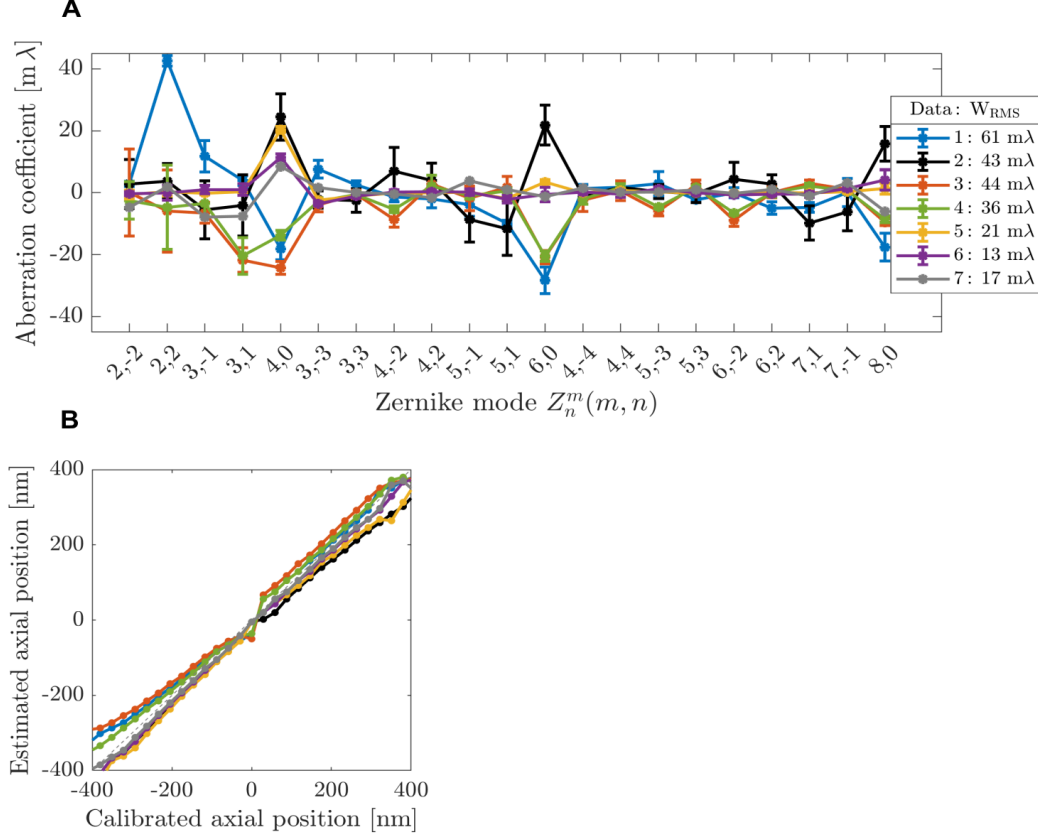 A
Aberration coefficient [m λ]
40
20
0
-20
-40
2,-2
2,2
3,-1
3,1
4,0
3,-3
3,3
4,-2
4,2
5,-1
5,1
6,0
4,-4
4,4
5,-3
5,3
6,-2
6,2
7,1
7,-1
8,0
Zernike mode Z_n^m(m, n)
Data: W_RMS
1: 61 mλ
2: 43 mλ
3: 44 mλ
4: 36 mλ
5: 21 mλ
6: 13 mλ
7: 17 mλ
B
Estimated axial position [nm]
400
200
0
-200
-400
-400 -200 0 200 400
Calibrated axial position [nm]